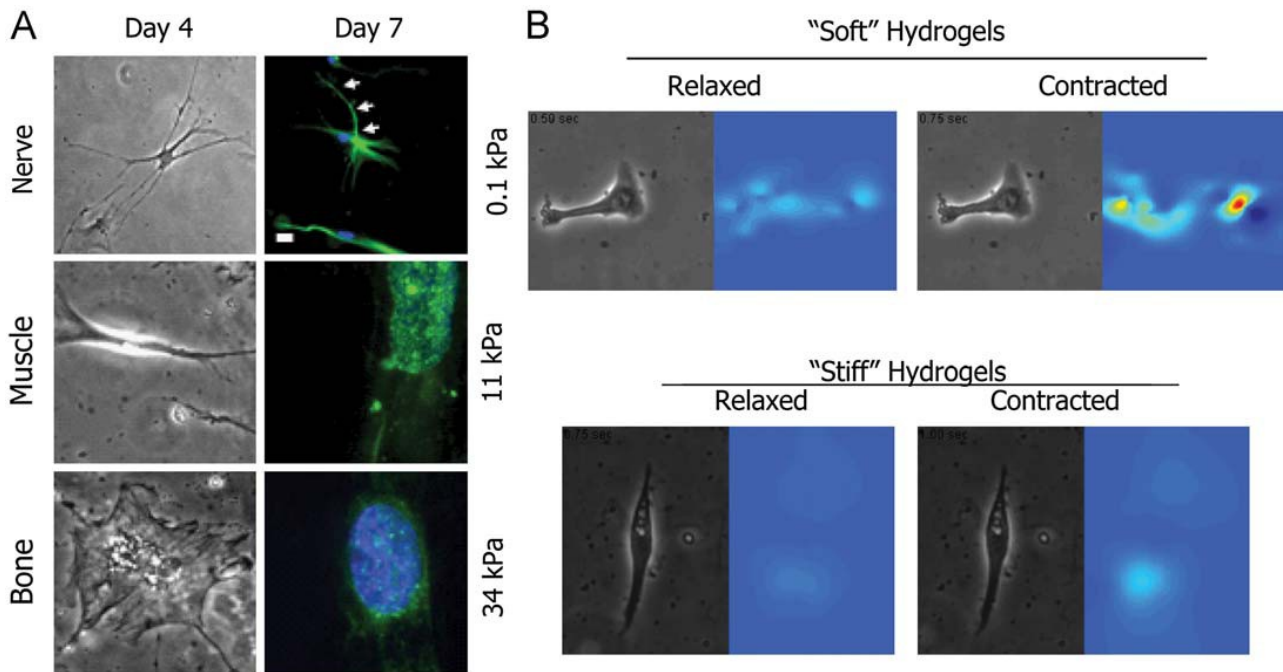 A
Day 4
Day 7
Nerve
0.1 kPa
Muscle
11 kPa
Bone
34 kPa
B
"Soft" Hydrogels
Relaxed
Contracted
0.50 sec
0.75 sec
"Stiff" Hydrogels
Relaxed
Contracted
0.75 sec
1.00 sec